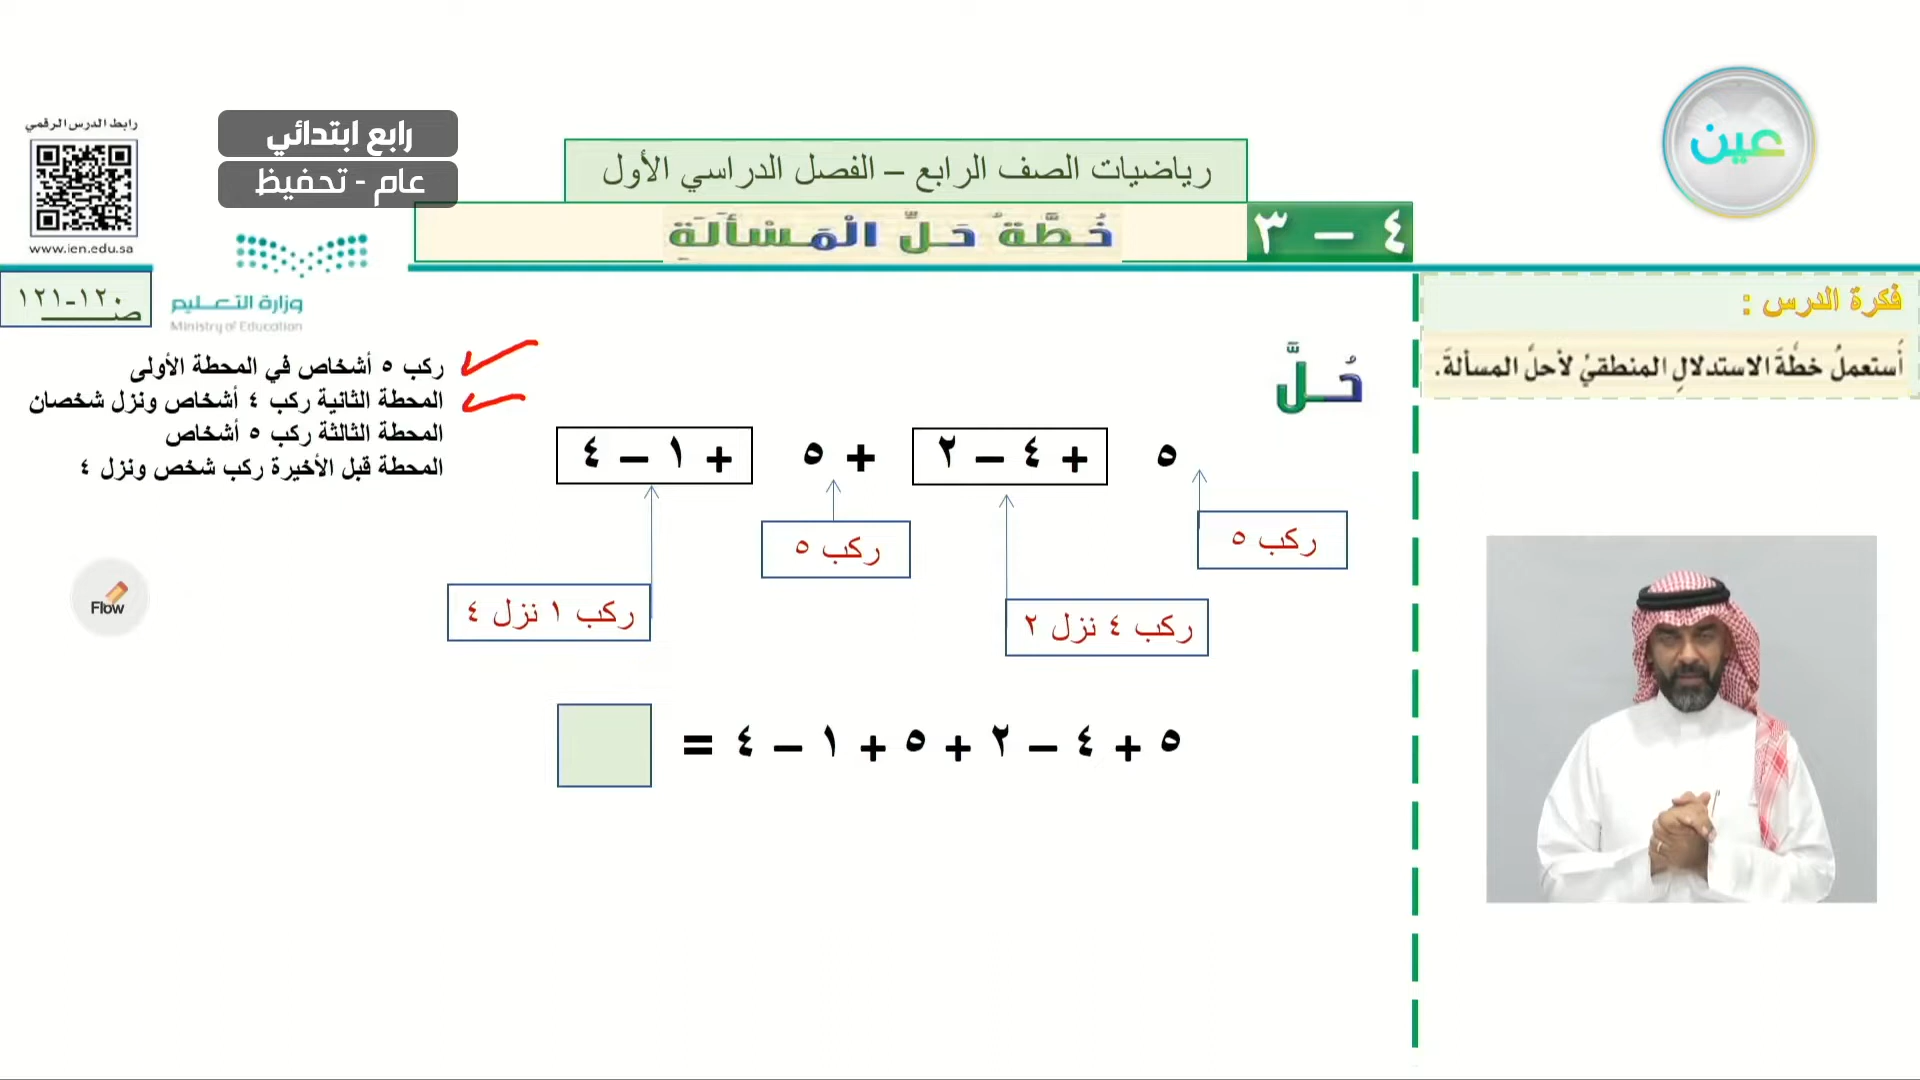 عين
رابط الدرس الرقمي
www.ien.edu.sa
رابع ابتدائي
عام - تحفيظ
رياضيات الصف الرابع – الفصل الدراسي الأول
٤ – ٣
خُطَّةُ حَلِّ الْمَسْأَلَةِ
وزارة التعليم
Ministry of Education
صـ ١٢٠-١٢١
فكرة الدرس :
أستعملُ خطَّةَ الاستدلالِ المنطقيِّ لأحلَّ المسألةَ.
حُلَّ
ركب ٥ أشخاص في المحطة الأولى
المحطة الثانية ركب ٤ أشخاص ونزل شخصان
المحطة الثالثة ركب ٥ أشخاص
المحطة قبل الأخيرة ركب شخص ونزل ٤
٥ + ٤ – ٢ + ٥ + ١ – ٤
ركب ٥
ركب ٤ نزل ٢
ركب ٥
ركب ١ نزل ٤
٥ + ٤ – ٢ + ٥ + ١ – ٤ =
Flow